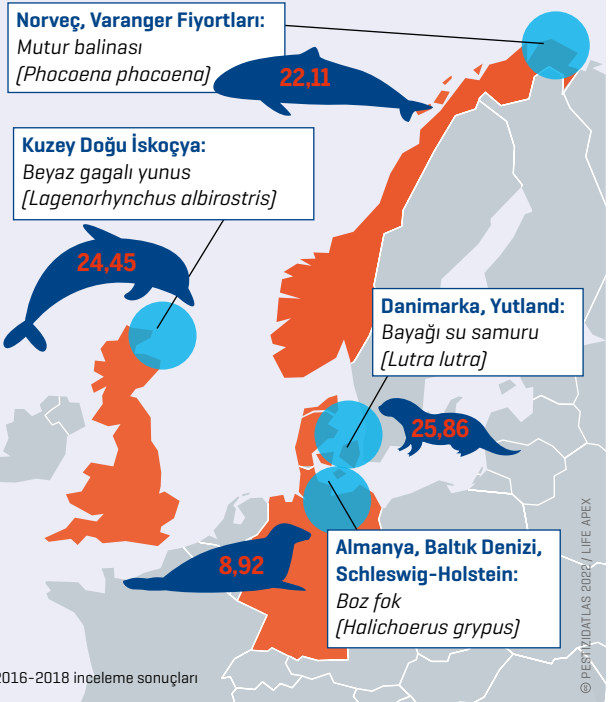 Norveç, Varanger Fiyortları:
Mutur balinası
(Phocoena phocoena)
22,11
Kuzey Doğu İskoçya:
Beyaz gagalı yunus
(Lagenorhynchus albirostris)
24,45
Danimarka, Yutland:
Bayağı su samuru
(Lutra lutra)
25,86
Almanya, Baltık Denizi,
Schleswig-Holstein:
Boz fok
(Halichoerus grypus)
8,92
2016-2018 inceleme sonuçları
© PESTIZIDATLAS 2022 / LIFE APEX